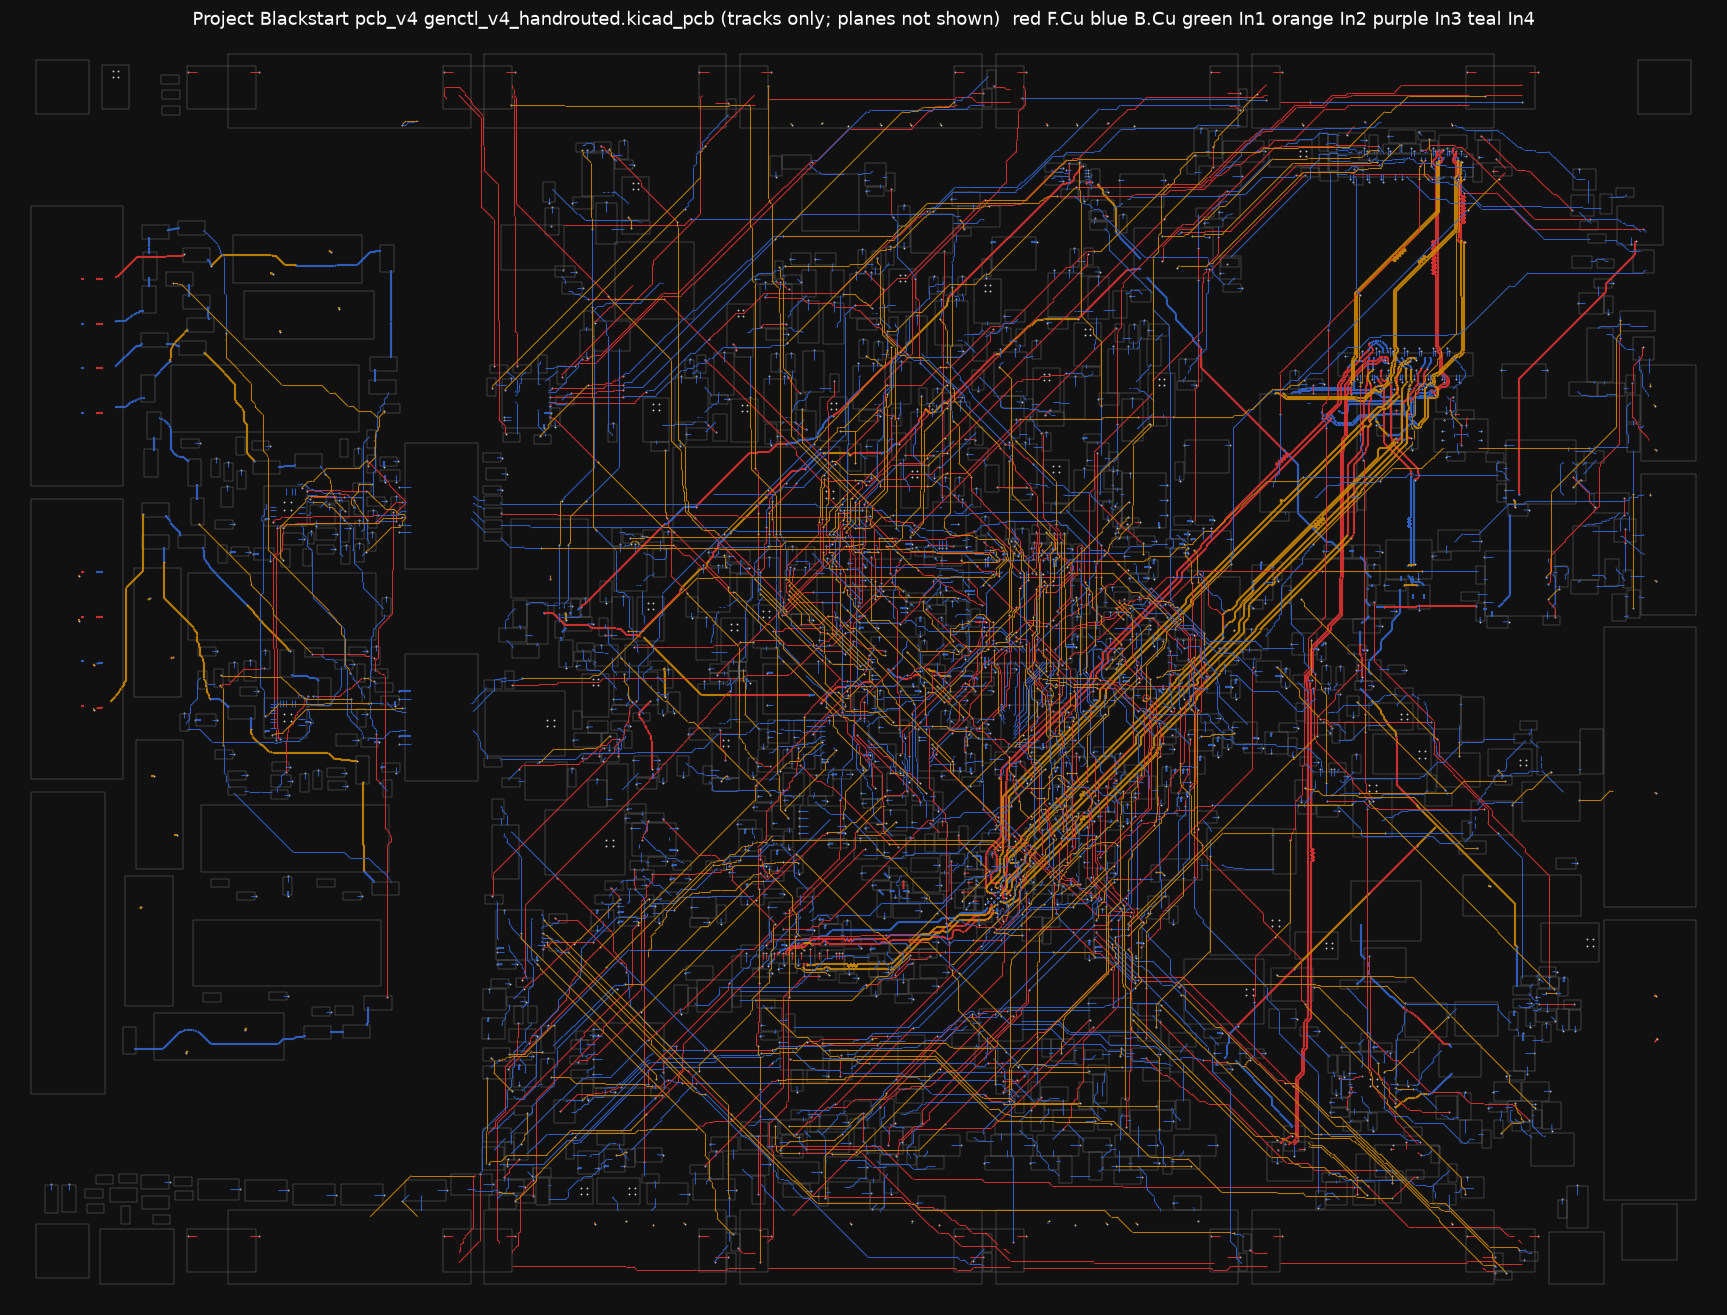 Project Blackstart pcb_v4 genctl_v4_handrouted.kicad_pcb (tracks only; planes not shown)  red F.Cu blue B.Cu green In1 orange In2 purple In3 teal In4